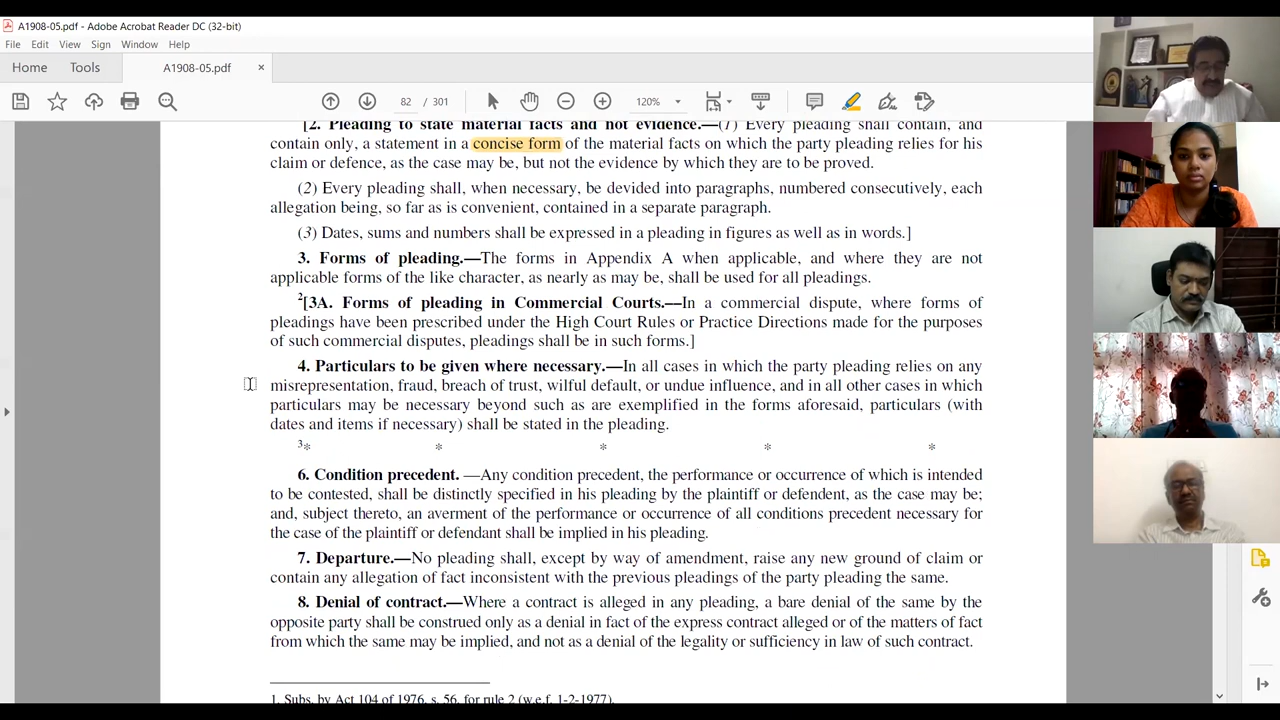 A1908-05.pdf - Adobe Acrobat Reader DC (32-bit)
File Edit View Sign Window Help
Home Tools A1908-05.pdf ×
82 / 301 120%
[2. Pleading to state material facts and not evidence.—(1) Every pleading shall contain, and
contain only, a statement in a concise form of the material facts on which the party pleading relies for his
claim or defence, as the case may be, but not the evidence by which they are to be proved.
(2) Every pleading shall, when necessary, be devided into paragraphs, numbered consecutively, each
allegation being, so far as is convenient, contained in a separate paragraph.
(3) Dates, sums and numbers shall be expressed in a pleading in figures as well as in words.]
3. Forms of pleading.—The forms in Appendix A when applicable, and where they are not
applicable forms of the like character, as nearly as may be, shall be used for all pleadings.
2[3A. Forms of pleading in Commercial Courts.—In a commercial dispute, where forms of
pleadings have been prescribed under the High Court Rules or Practice Directions made for the purposes
of such commercial disputes, pleadings shall be in such forms.]
4. Particulars to be given where necessary.—In all cases in which the party pleading relies on any
misrepresentation, fraud, breach of trust, wilful default, or undue influence, and in all other cases in which
particulars may be necessary beyond such as are exemplified in the forms aforesaid, particulars (with
dates and items if necessary) shall be stated in the pleading.
3* * * * *
6. Condition precedent. —Any condition precedent, the performance or occurrence of which is intended
to be contested, shall be distinctly specified in his pleading by the plaintiff or defendent, as the case may be;
and, subject thereto, an averment of the performance or occurrence of all conditions precedent necessary for
the case of the plaintiff or defendant shall be implied in his pleading.
7. Departure.—No pleading shall, except by way of amendment, raise any new ground of claim or
contain any allegation of fact inconsistent with the previous pleadings of the party pleading the same.
8. Denial of contract.—Where a contract is alleged in any pleading, a bare denial of the same by the
opposite party shall be construed only as a denial in fact of the express contract alleged or of the matters of
fact from which the same may be implied, and not as a denial of the legality or sufficiency in law of such contract.
1. Subs. by Act 104 of 1976, s. 56, for rule 2 (w.e.f. 1-2-1977).